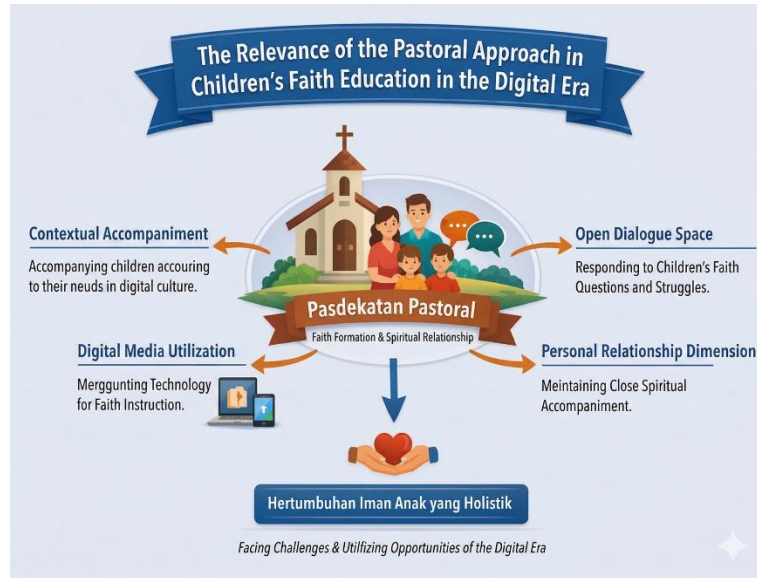 The Relevance of the Pastoral Approach in
Children's Faith Education in the Digital Era
Contextual Accompaniment
Accompanying children accouring
to their neuds in digital culture.
Open Dialogue Space
Responding to Children's Faith
Questions and Struggles.
Pasdekatan Pastoral
Faith Formation & Spiritual Relationship
Digital Media Utilization
Merggunting Technology
for Faith Instruction.
Personal Relationship Dimension
Meintaining Close Spiritual
Accompaniment.
Hertumbuhan Iman Anak yang Holistik
Facing Challenges & Utilfizing Opportunities of the Digital Era